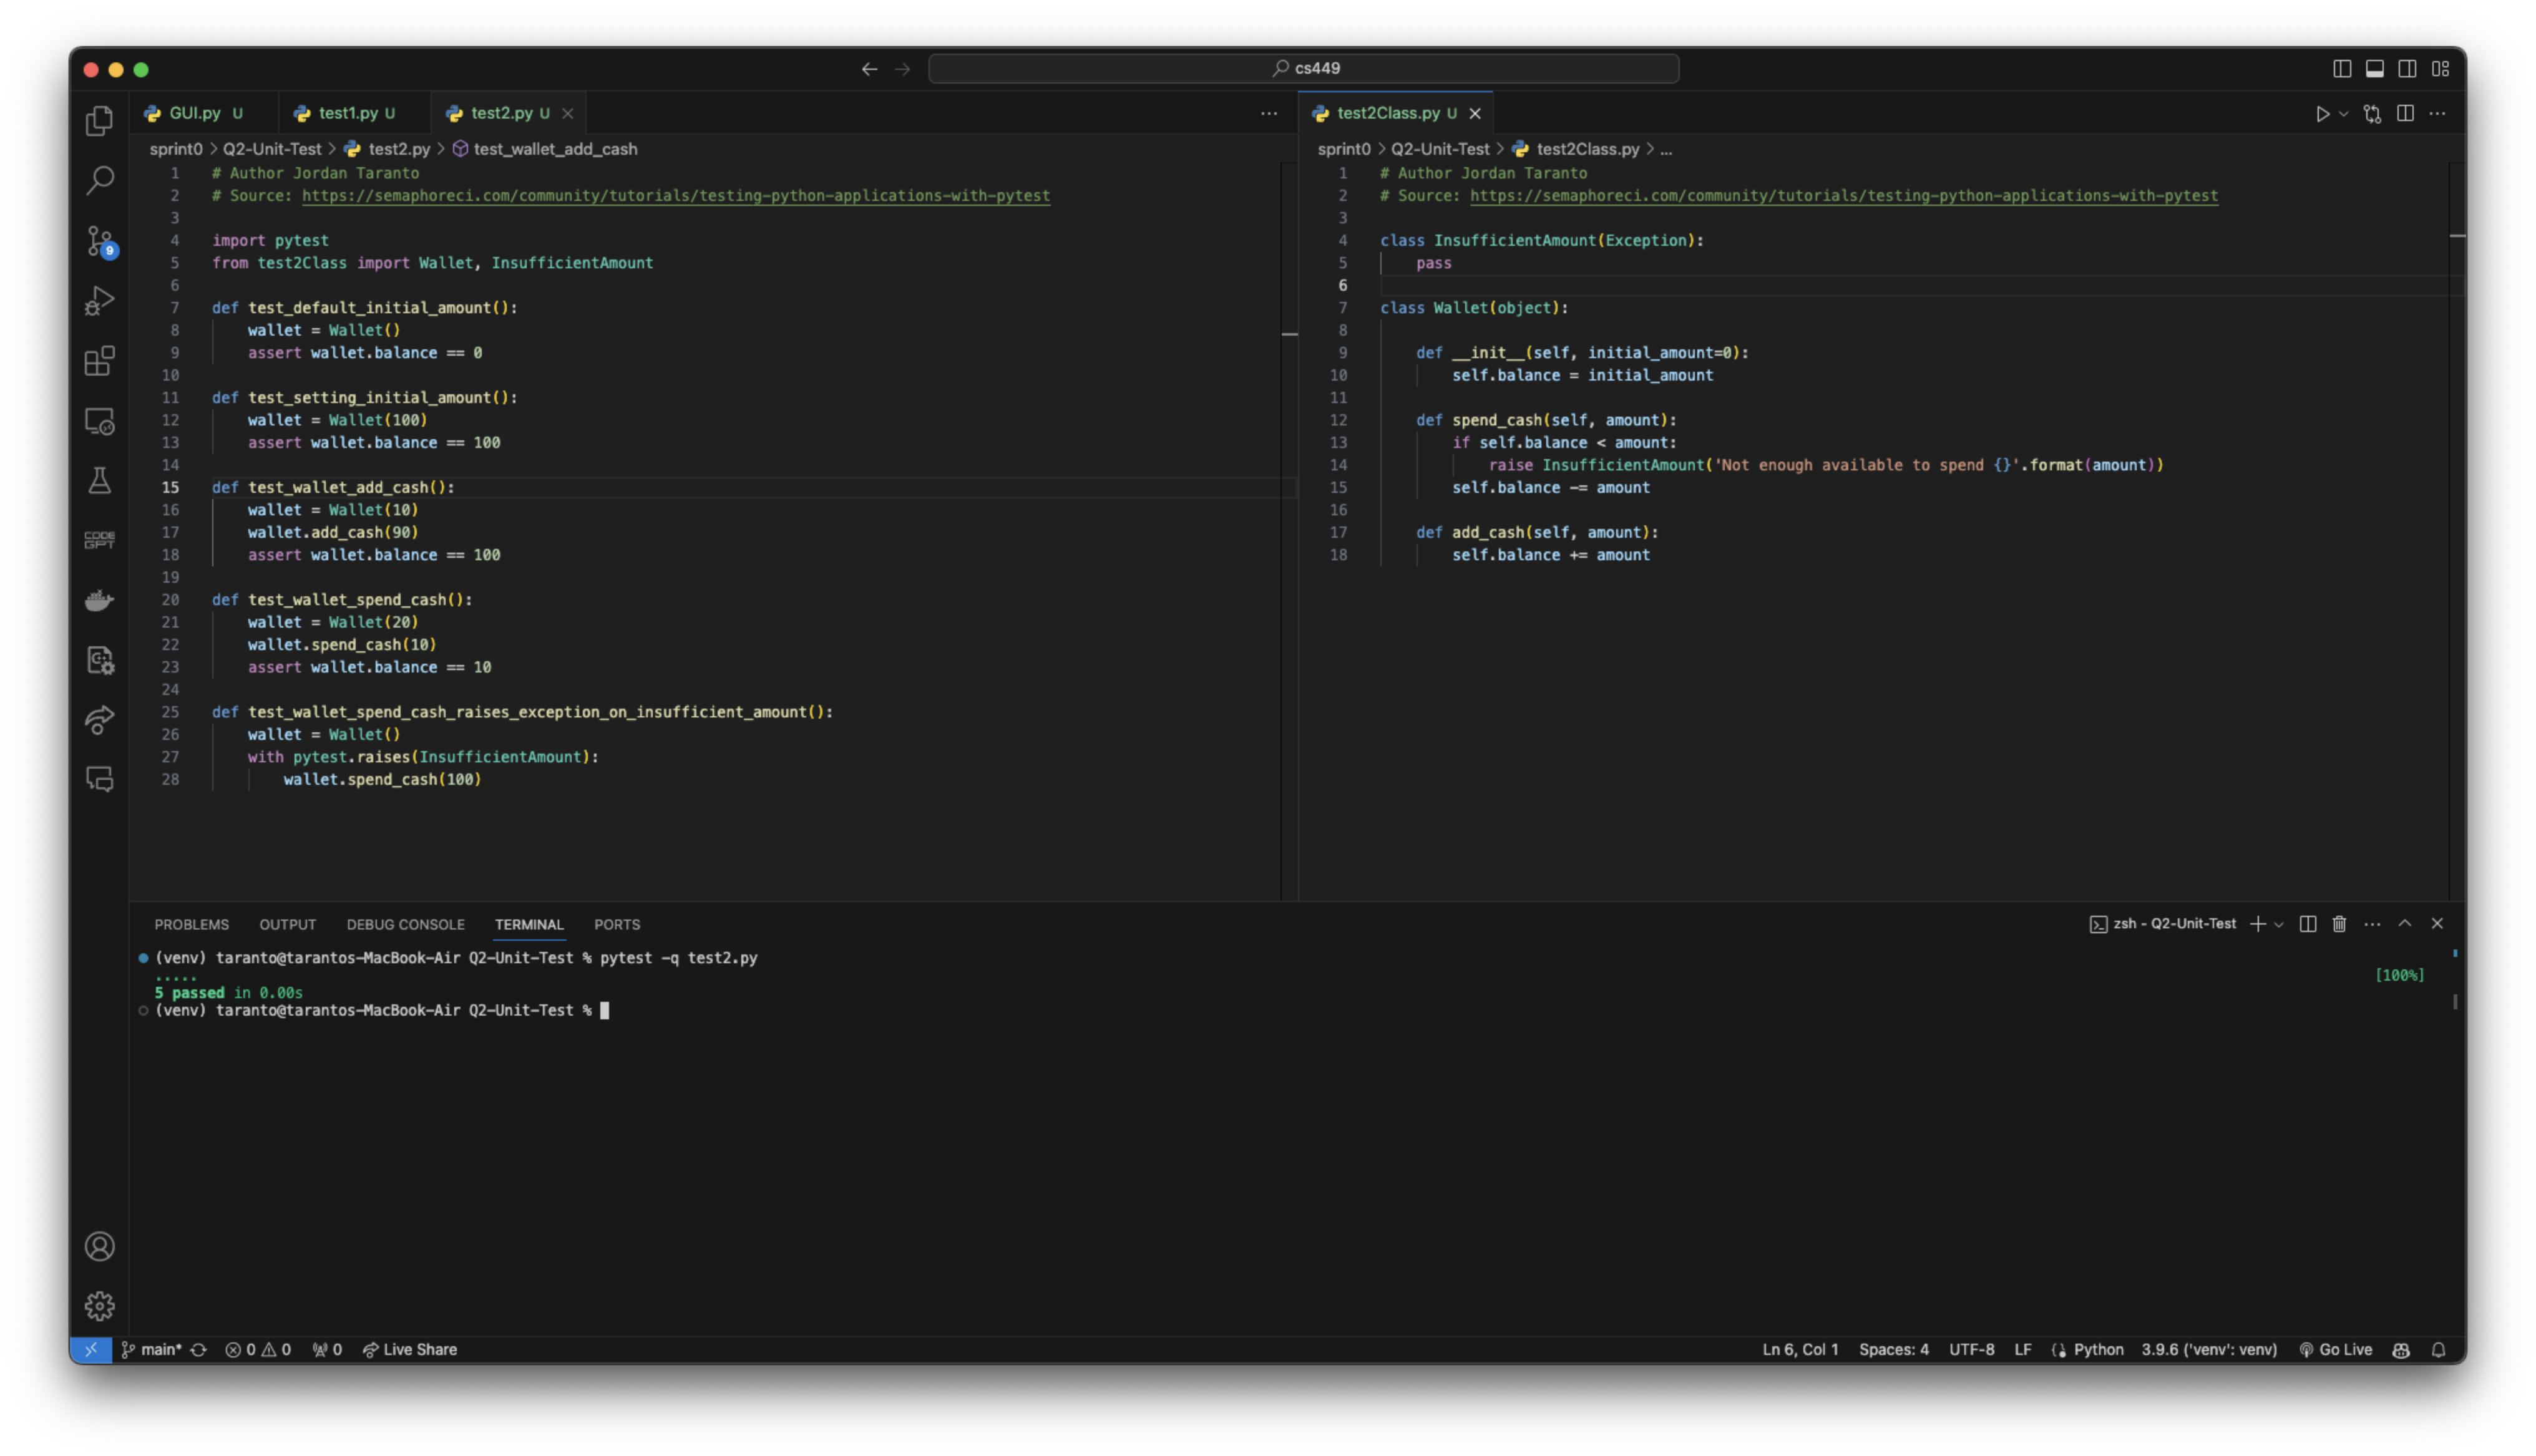 cs449
GUI.py U
test1.py U
test2.py U
sprint0 > Q2-Unit-Test > test2.py > test_wallet_add_cash
1 # Author Jordan Taranto
2 # Source: https://semaphoreci.com/community/tutorials/testing-python-applications-with-pytest
3
4 import pytest
5 from test2Class import Wallet, InsufficientAmount
6
7 def test_default_initial_amount():
8     wallet = Wallet()
9     assert wallet.balance == 0
10
11 def test_setting_initial_amount():
12     wallet = Wallet(100)
13     assert wallet.balance == 100
14
15 def test_wallet_add_cash():
16     wallet = Wallet(10)
17     wallet.add_cash(90)
18     assert wallet.balance == 100
19
20 def test_wallet_spend_cash():
21     wallet = Wallet(20)
22     wallet.spend_cash(10)
23     assert wallet.balance == 10
24
25 def test_wallet_spend_cash_raises_exception_on_insufficient_amount():
26     wallet = Wallet()
27     with pytest.raises(InsufficientAmount):
28         wallet.spend_cash(100)
test2Class.py U
sprint0 > Q2-Unit-Test > test2Class.py > ...
1 # Author Jordan Taranto
2 # Source: https://semaphoreci.com/community/tutorials/testing-python-applications-with-pytest
3
4 class InsufficientAmount(Exception):
5     pass
6
7 class Wallet(object):
8
9     def __init__(self, initial_amount=0):
10         self.balance = initial_amount
11
12     def spend_cash(self, amount):
13         if self.balance < amount:
14             raise InsufficientAmount('Not enough available to spend {}'.format(amount))
15         self.balance -= amount
16
17     def add_cash(self, amount):
18         self.balance += amount
9
CODE
GPT
PROBLEMS OUTPUT DEBUG CONSOLE TERMINAL PORTS
zsh - Q2-Unit-Test
(venv) taranto@tarantos-MacBook-Air Q2-Unit-Test % pytest -q test2.py
..... [100%]
5 passed in 0.00s
(venv) taranto@tarantos-MacBook-Air Q2-Unit-Test %
main* 0 0 0 Live Share
Ln 6, Col 1 Spaces: 4 UTF-8 LF Python 3.9.6 ('venv': venv) Go Live